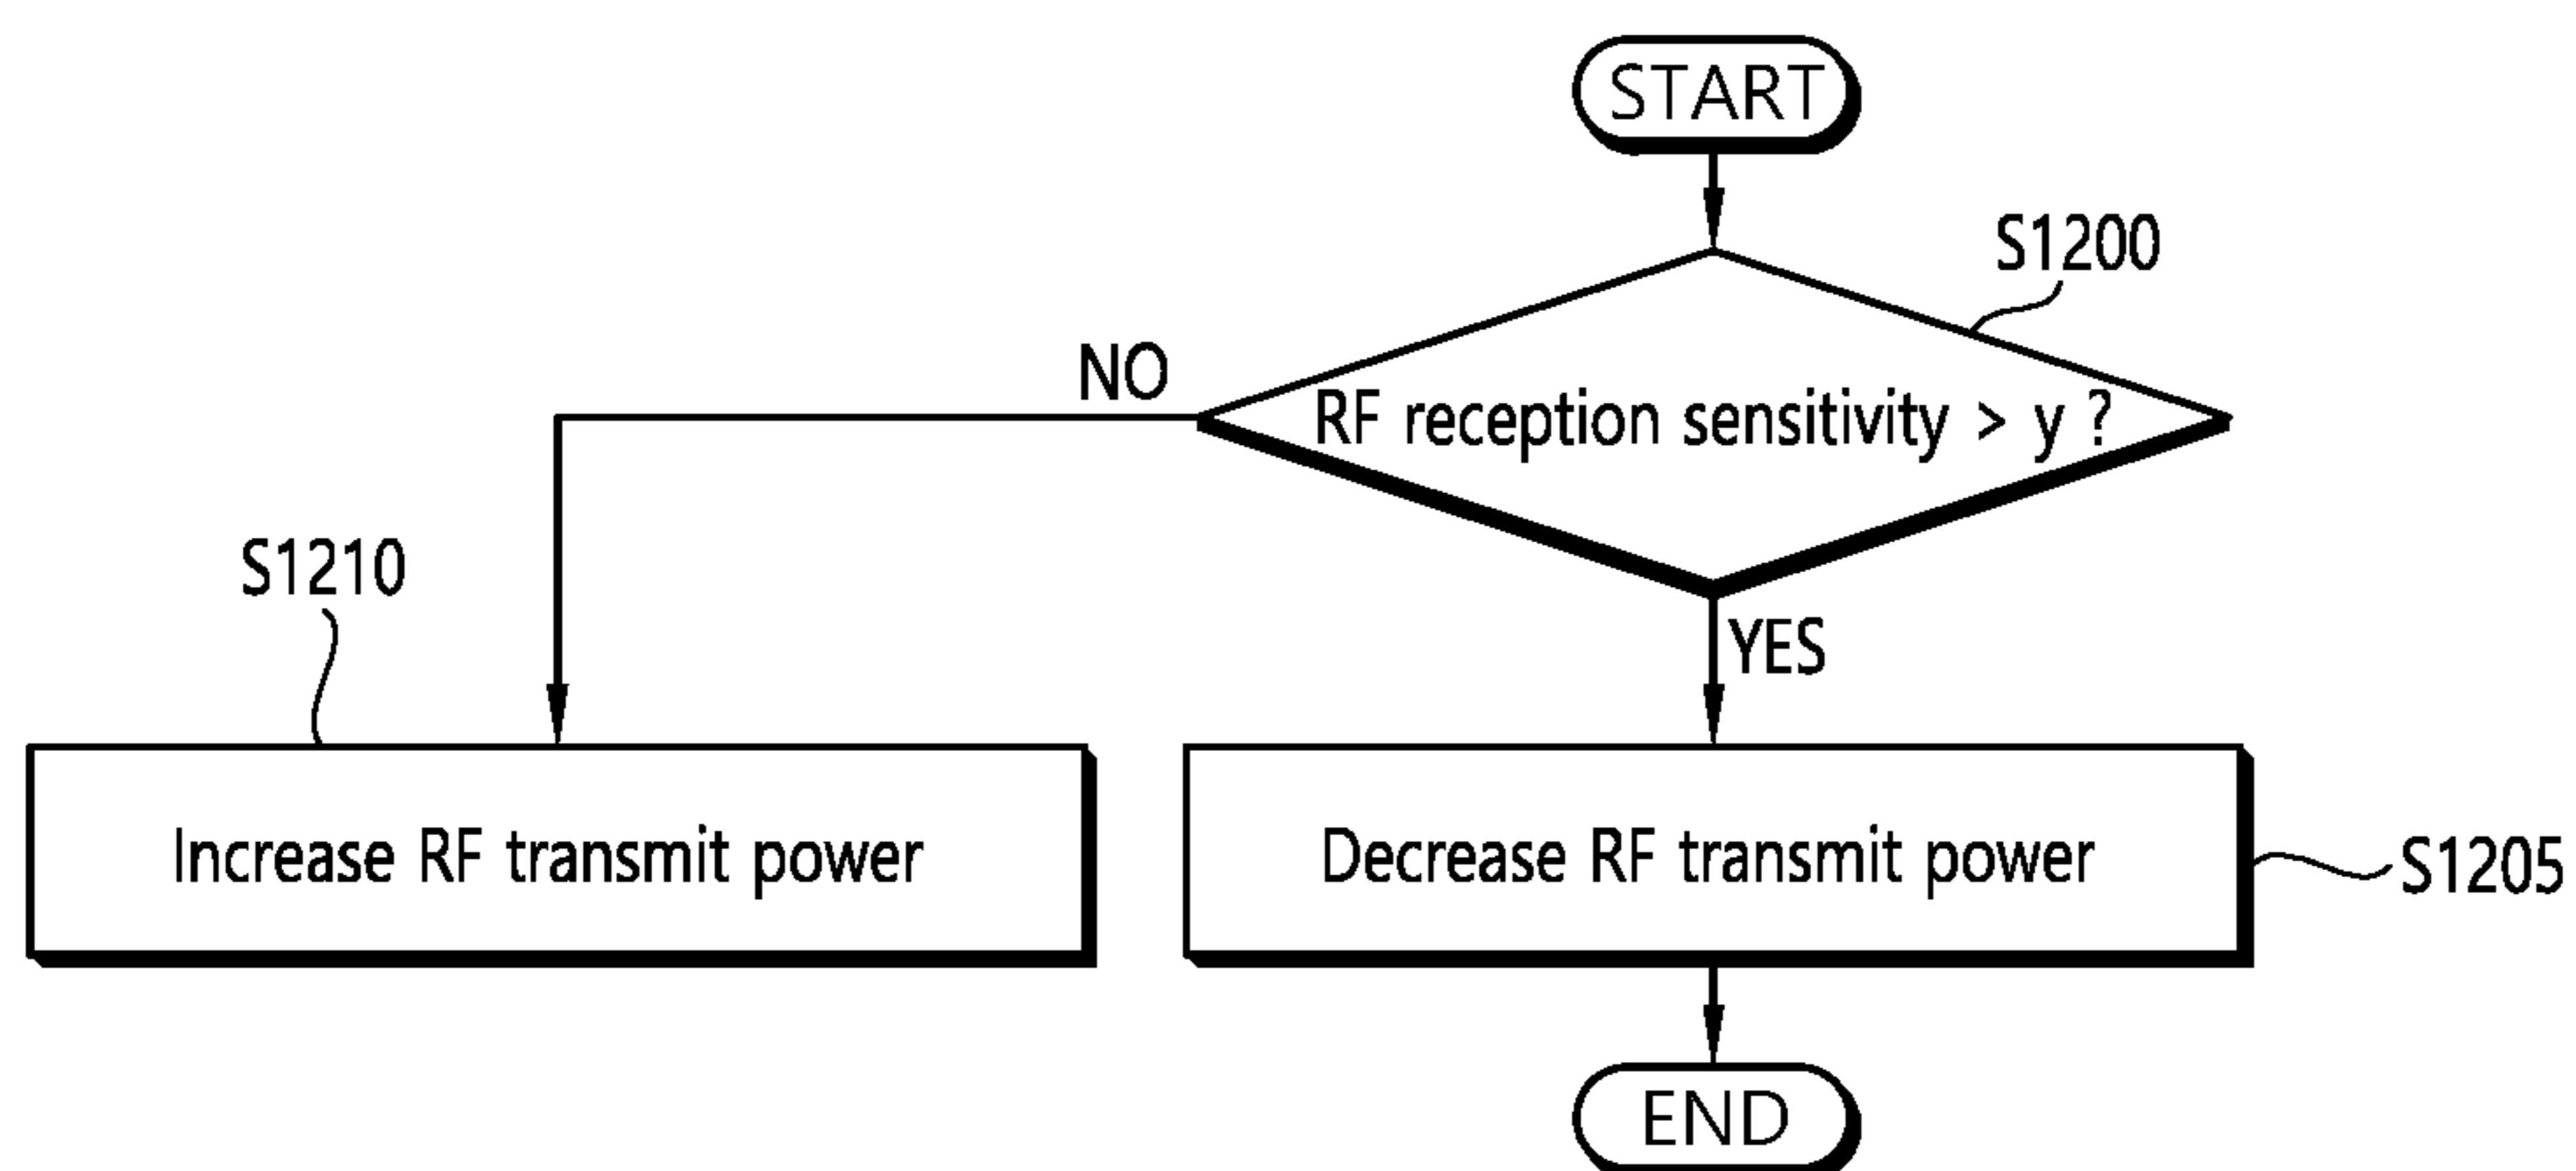 START
S1200
NO
RF reception sensitivity > y ?
S1210
YES
Increase RF transmit power
Decrease RF transmit power
S1205
END